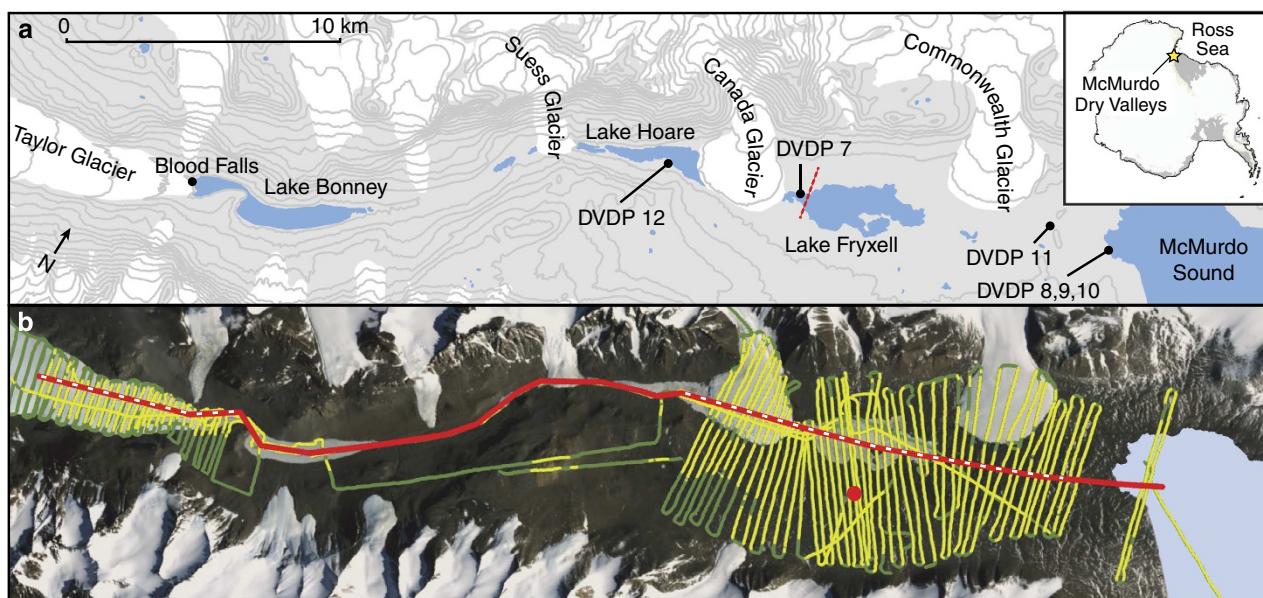 a
0
10 km
Suess
Glacier
Canada Glacier
Commonwealth Glacier
Ross
Sea
McMurdo
Dry Valleys
Taylor Glacier
Blood Falls
Lake Bonney
Lake Hoare
DVDP 12
DVDP 7
Lake Fryxell
DVDP 11
DVDP 8,9,10
McMurdo
Sound
N
b